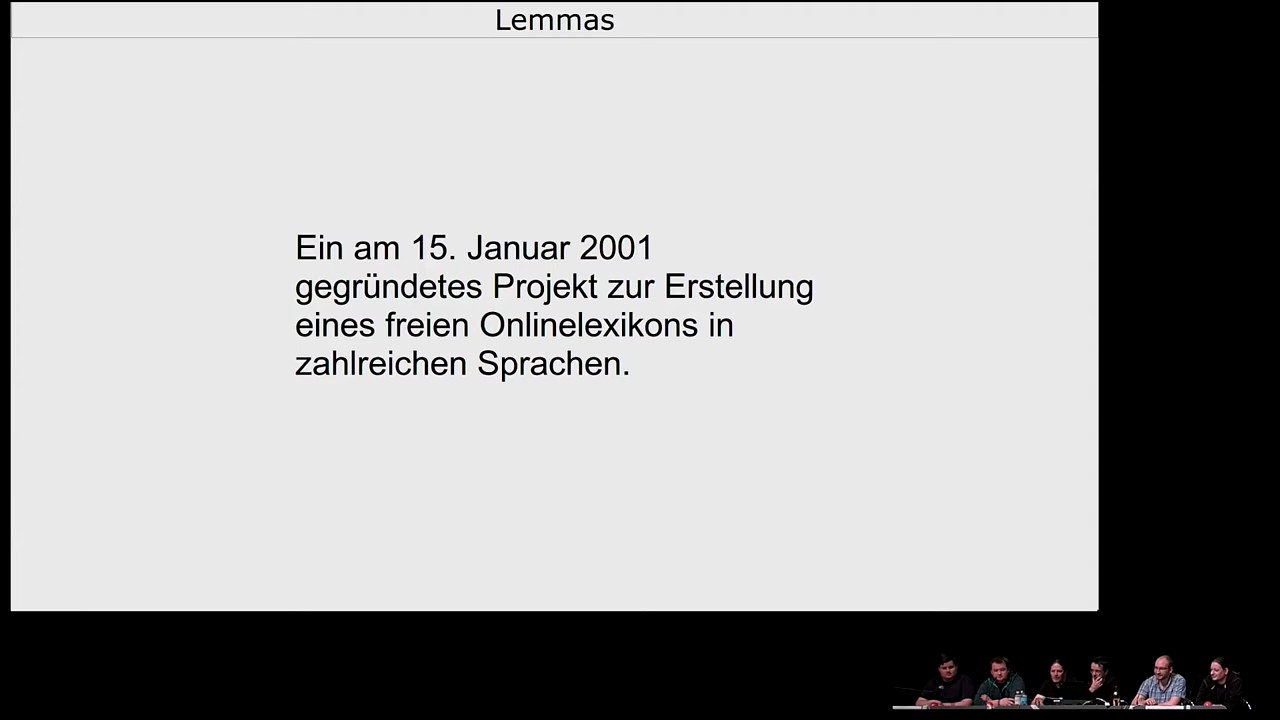 Lemmas
Ein am 15. Januar 2001
gegründetes Projekt zur Erstellung
eines freien Onlinelexikons in
zahlreichen Sprachen.